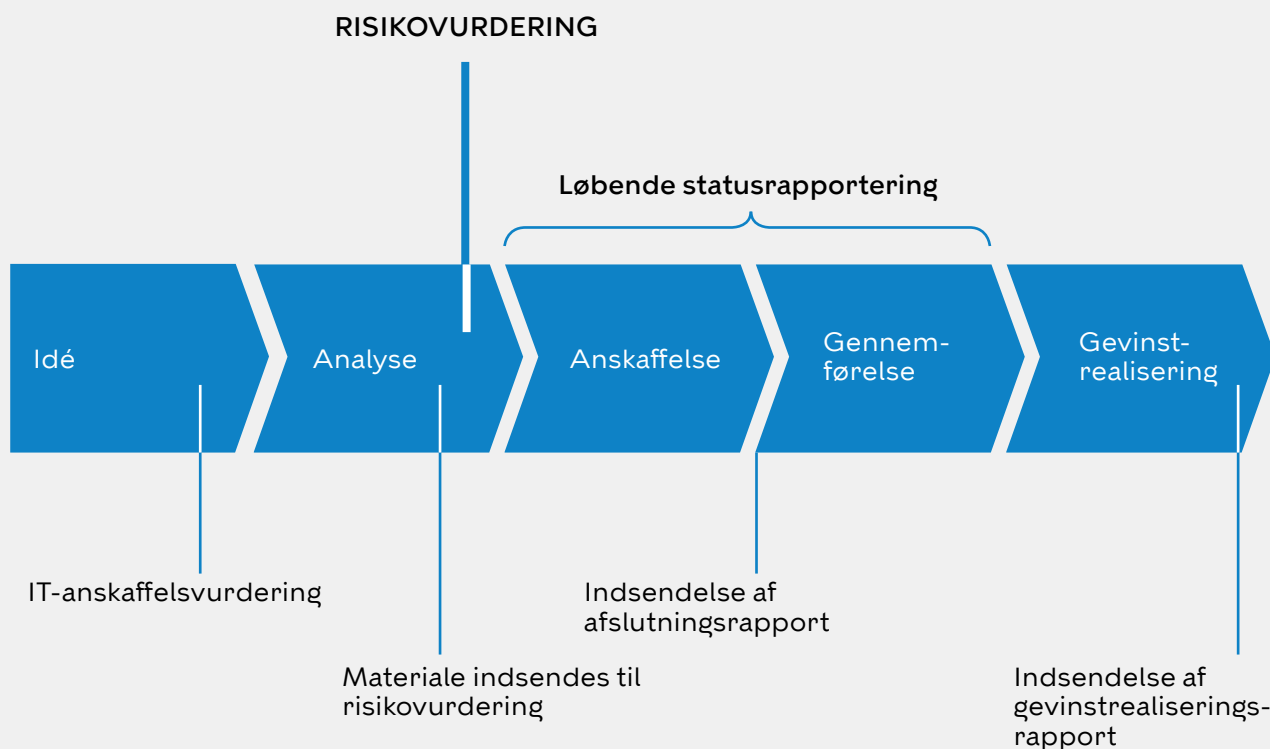 RISIKOVURDERING
Løbende statusrapportering
Idé
Analyse
Anskaffelse
Gennem-
førelse
Gevinst-
realisering
IT-anskaffelsvurdering
Materiale indsendes til
risikovurdering
Indsendelse af
afslutningsrapport
Indsendelse af
gevinstrealiserings-
rapport